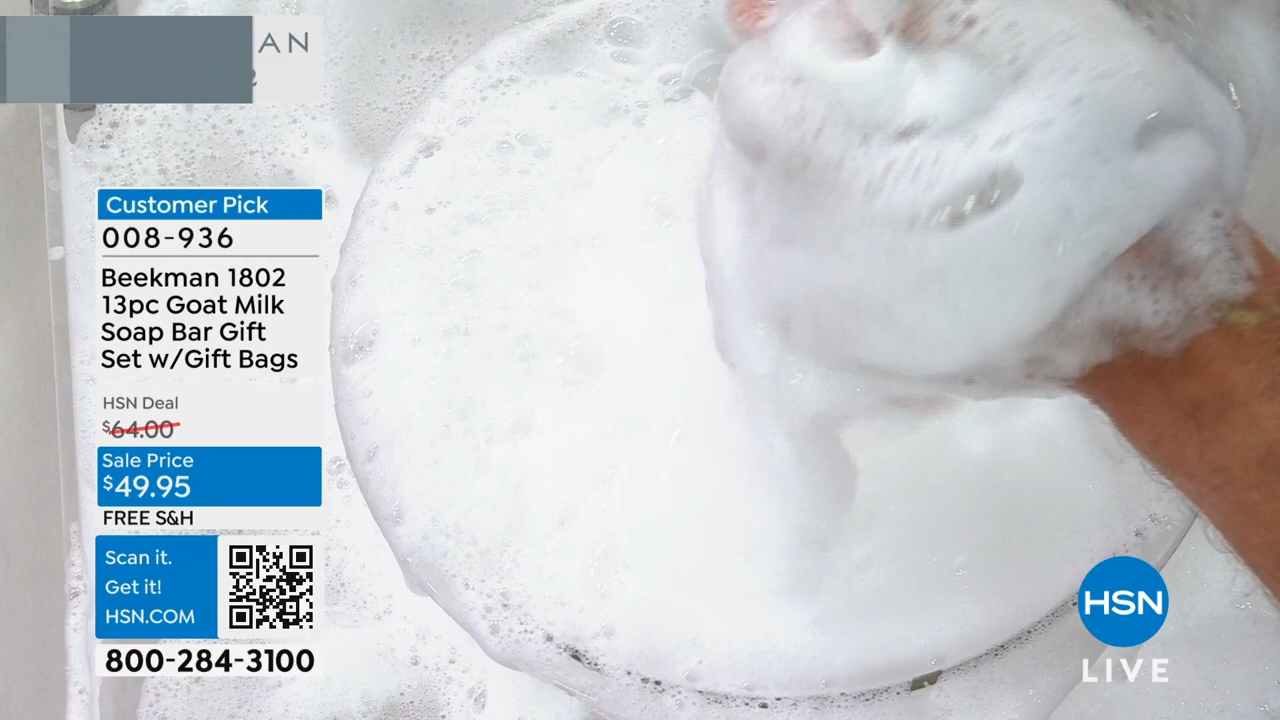 AN
Customer Pick
008-936
Beekman 1802
13pc Goat Milk
Soap Bar Gift
Set w/Gift Bags
HSN Deal
$64.00
Sale Price
$49.95
FREE S&H
Scan it.
Get it!
HSN.COM
800-284-3100
HSN
LIVE